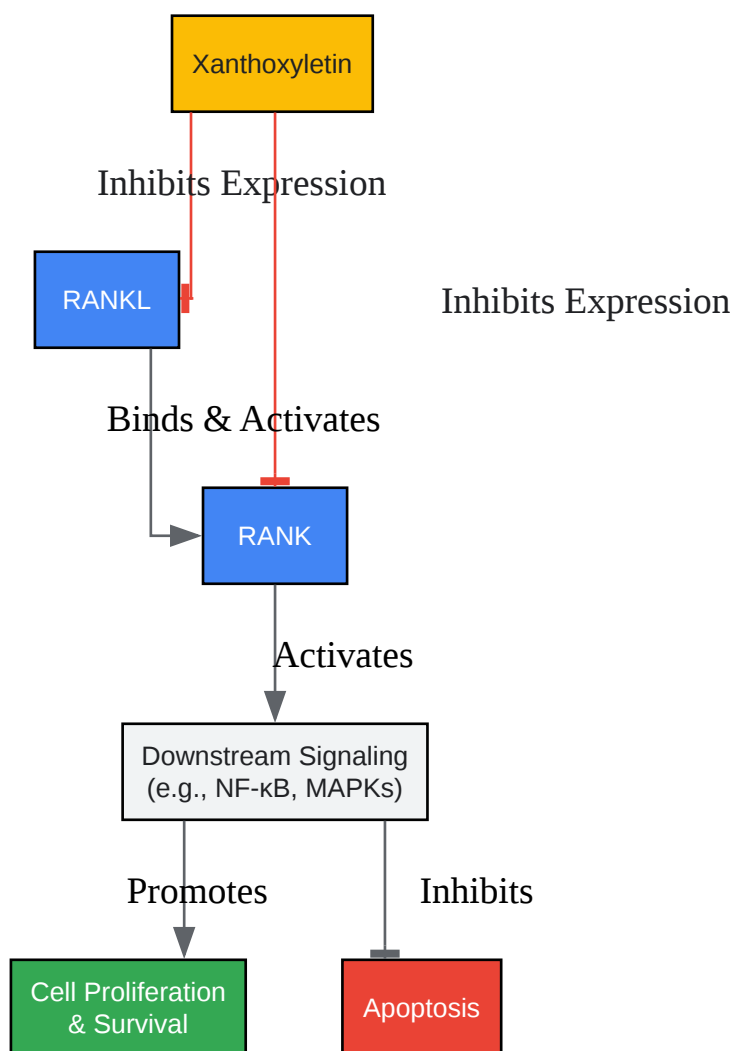 Xanthoxyletin
Inhibits Expression
RANKL
Inhibits Expression
Binds & Activates
RANK
Activates
Downstream Signaling
(e.g., NF-κB, MAPKs)
Promotes
Inhibits
Cell Proliferation
& Survival
Apoptosis